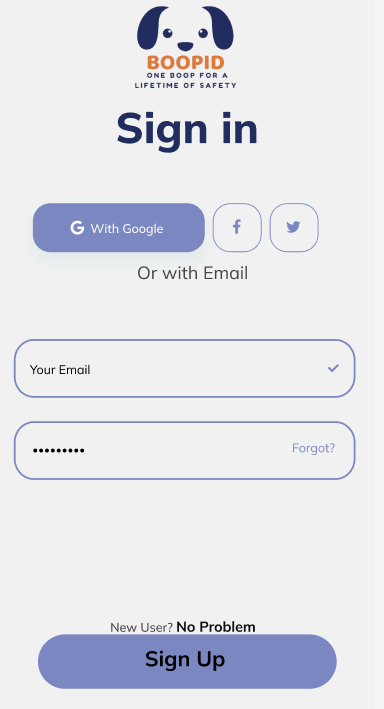 BOOPID
ONE BOOP FOR A
LIFETIME OF SAFETY
Sign in
G With Google
f
Or with Email
Your Email
•••••••••
Forgot?
New User? No Problem
Sign Up